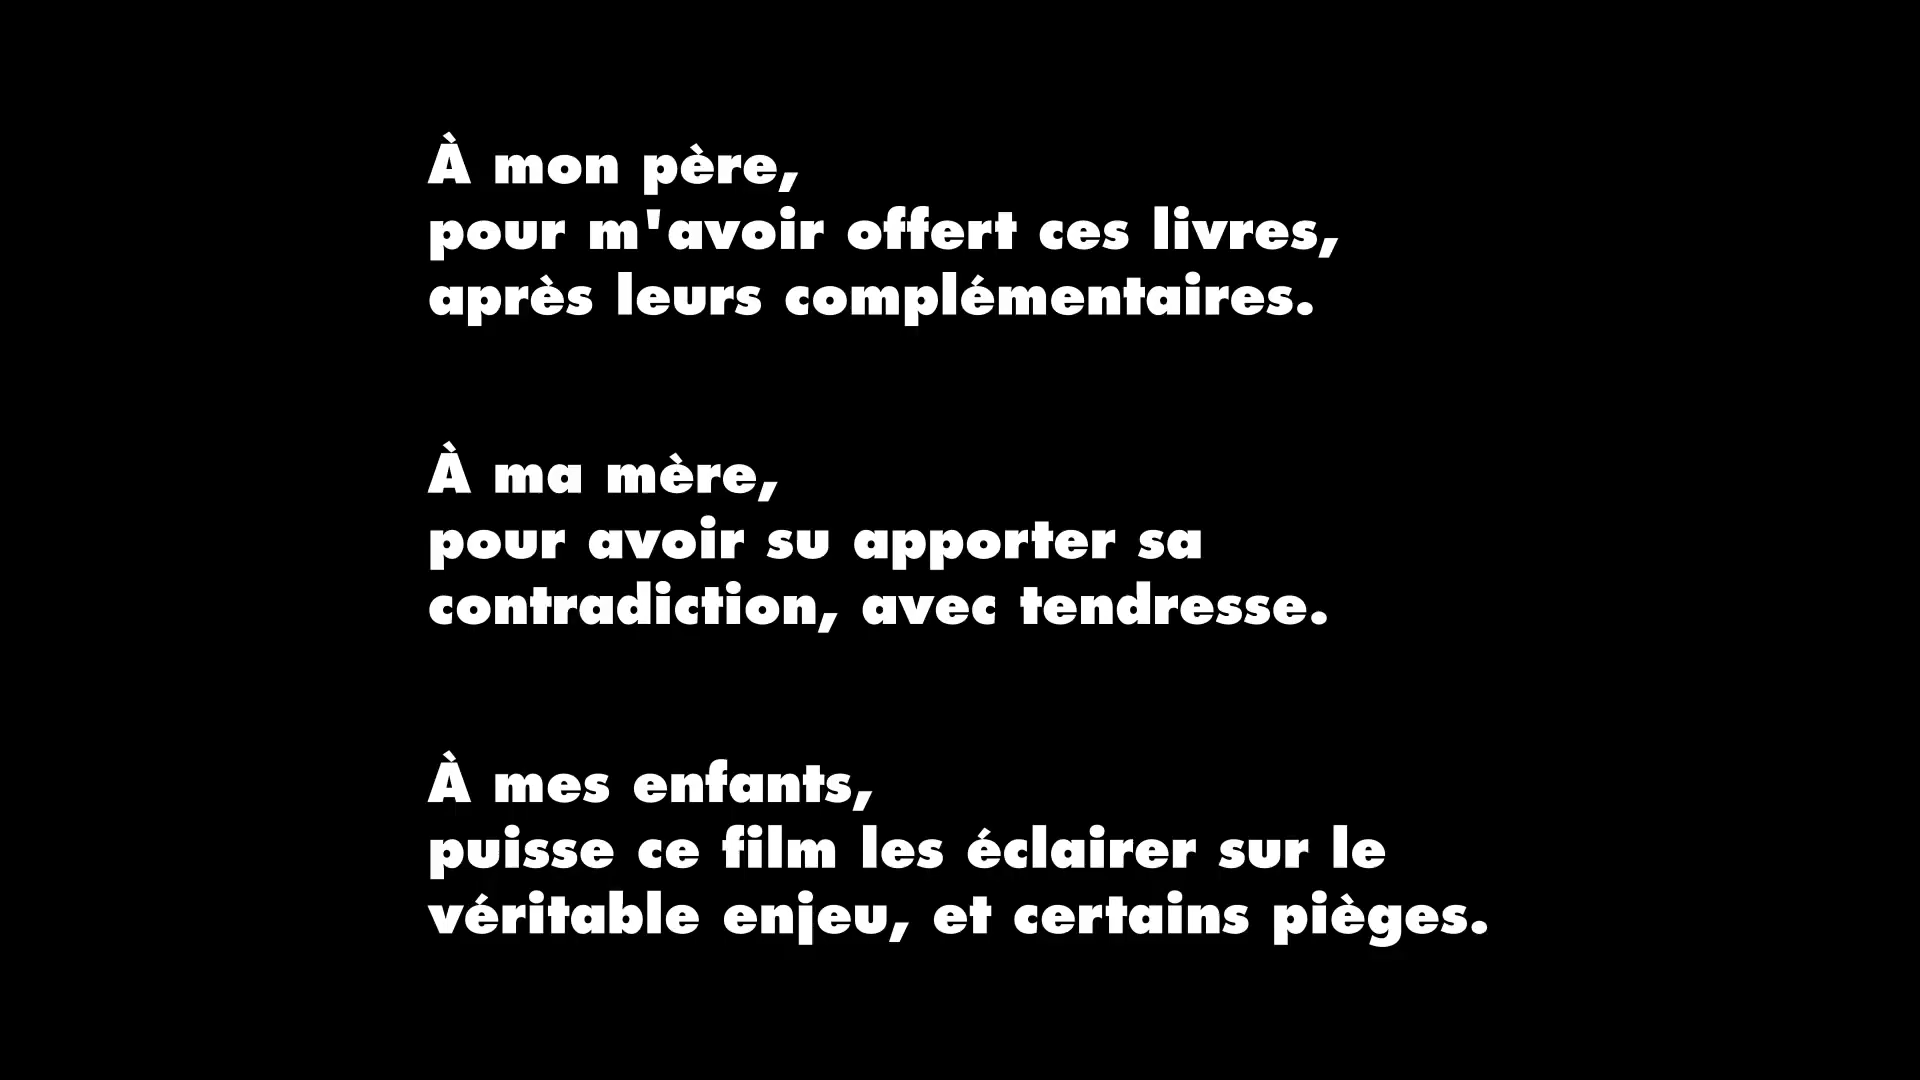 À mon père,
pour m'avoir offert ces livres,
après leurs complémentaires.
À ma mère,
pour avoir su apporter sa
contradiction, avec tendresse.
À mes enfants,
puisse ce film les éclairer sur le
véritable enjeu, et certains pièges.